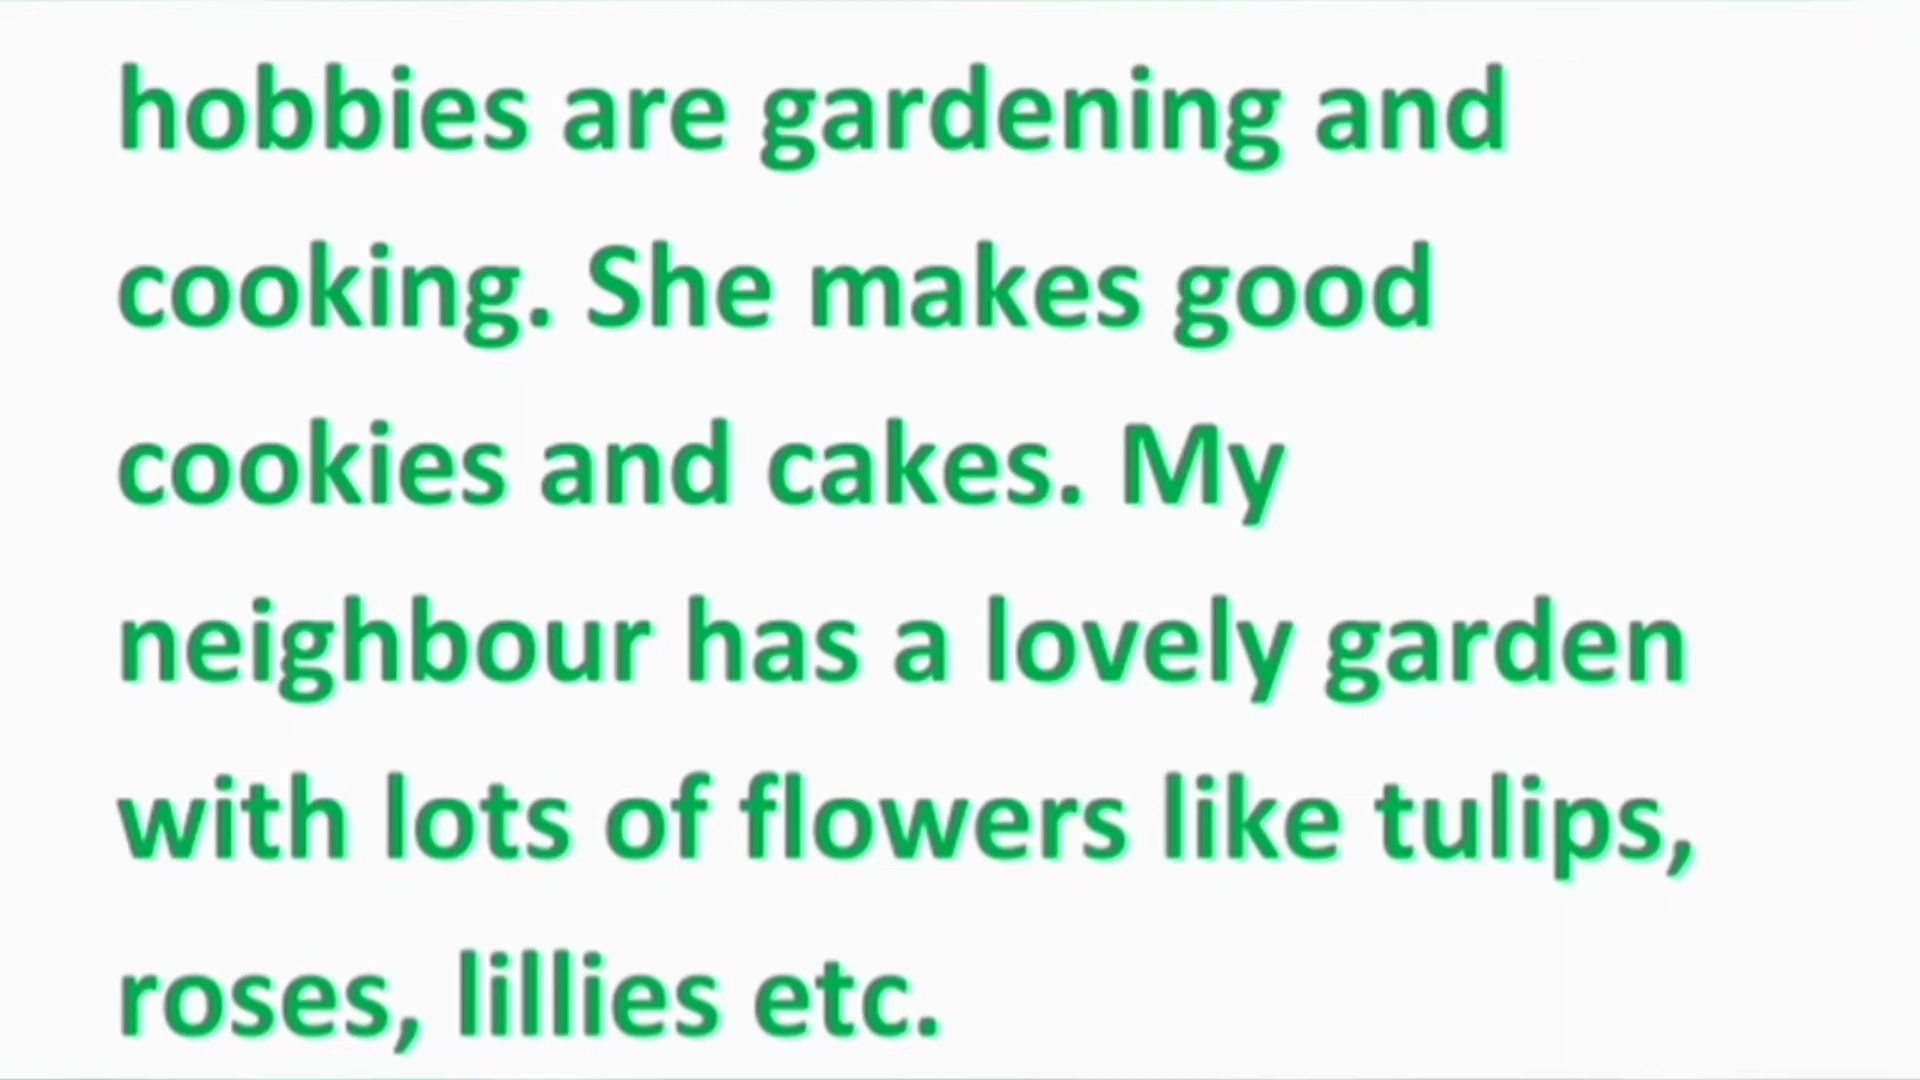 hobbies are gardening and
cooking. She makes good
cookies and cakes. My
neighbour has a lovely garden
with lots of flowers like tulips,
roses, lillies etc.